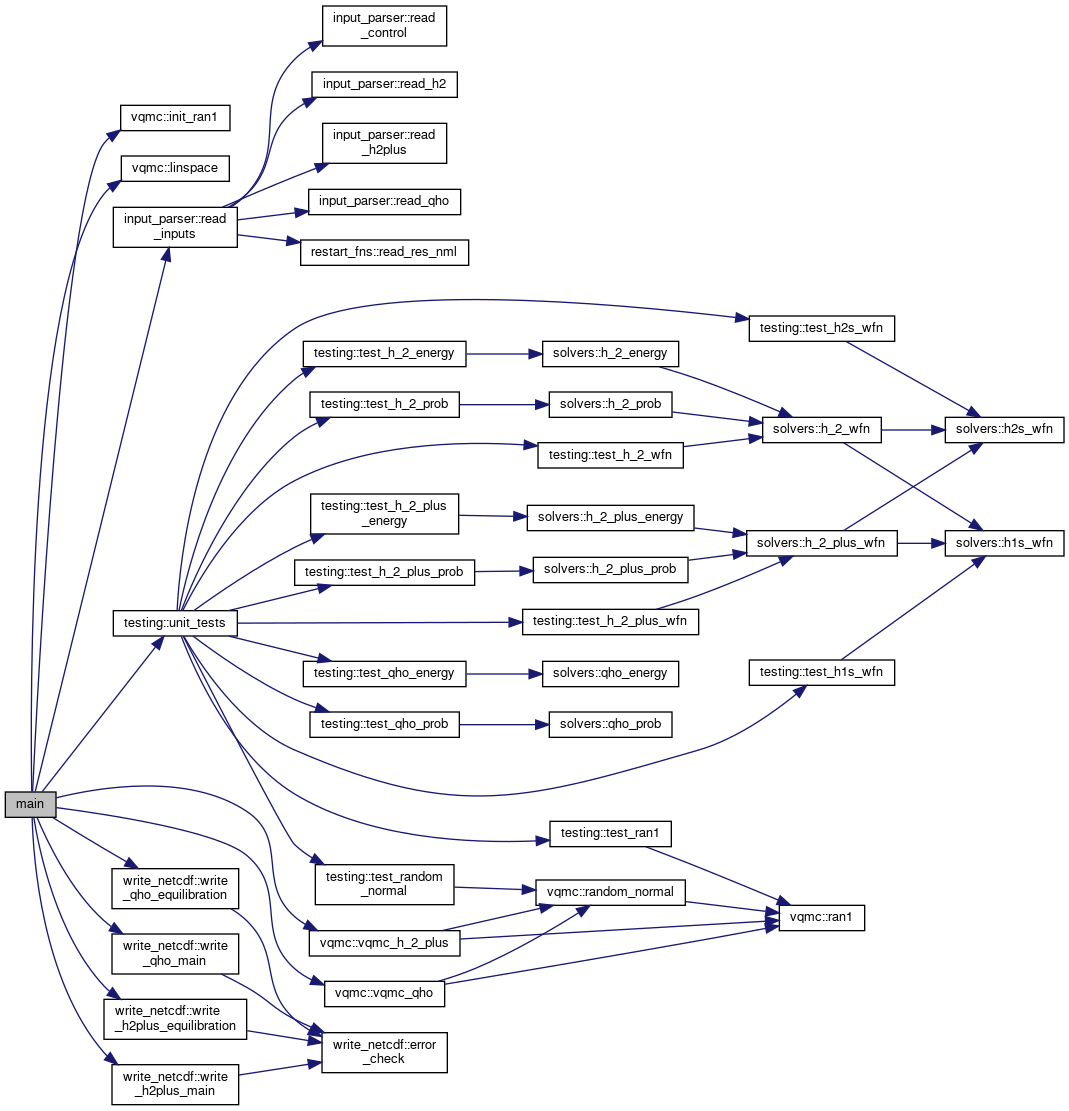 input_parser::read
_control
input_parser::read_h2
vqmc::init_ran1
input_parser::read
_h2plus
vqmc::linspace
input_parser::read_qho
input_parser::read
_inputs
restart_fns::read_res_nml
testing::test_h2s_wfn
testing::test_h_2_energy
solvers::h_2_energy
testing::test_h_2_prob
solvers::h_2_prob
solvers::h_2_wfn
solvers::h2s_wfn
testing::test_h_2_wfn
testing::test_h_2_plus
_energy
solvers::h_2_plus_energy
solvers::h_2_plus_wfn
solvers::h1s_wfn
testing::test_h_2_plus_prob
solvers::h_2_plus_prob
testing::unit_tests
testing::test_h_2_plus_wfn
testing::test_qho_energy
solvers::qho_energy
testing::test_h1s_wfn
testing::test_qho_prob
solvers::qho_prob
main
testing::test_ran1
write_netcdf::write
_qho_equilibration
testing::test_random
_normal
vqmc::random_normal
vqmc::ran1
write_netcdf::write
_qho_main
vqmc::vqmc_h_2_plus
vqmc::vqmc_qho
write_netcdf::write
_h2plus_equilibration
write_netcdf::error
_check
write_netcdf::write
_h2plus_main